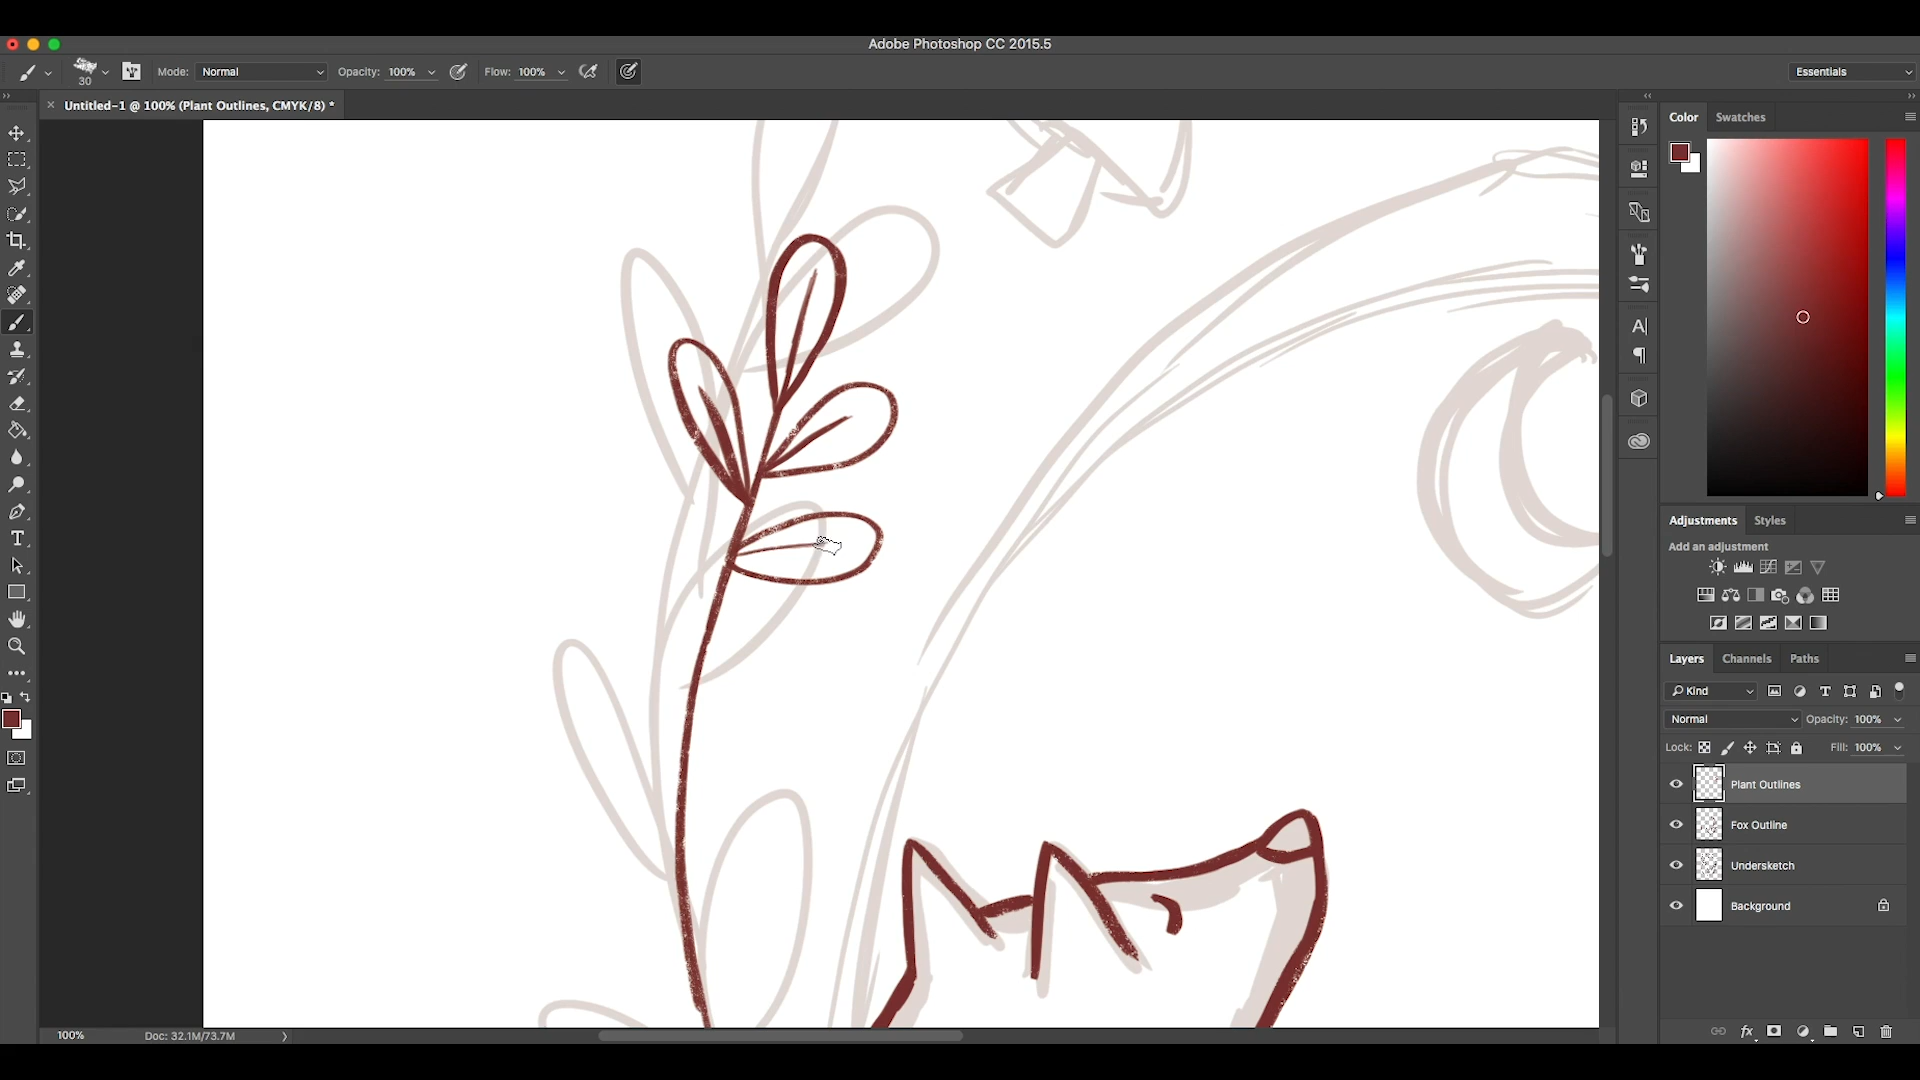 Adobe Photoshop CC 2015.5
30
Mode: Normal
Opacity: 100%
Flow: 100%
Essentials
Untitled-1 @ 100% (Plant Outlines, CMYK/8) *
Color
Swatches
Adjustments
Styles
Add an adjustment
Layers
Channels
Paths
Kind
Normal
Opacity: 100%
Lock:
Fill: 100%
Plant Outlines
Fox Outline
Undersketch
Background
fx
100%
Doc: 32.1M/73.7M